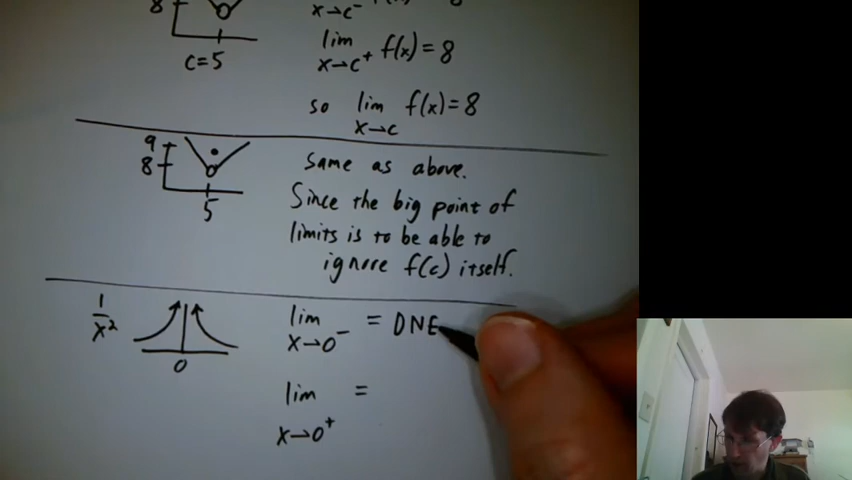 8
x→c⁻
8
lim f(x) = 8
x→c⁺
c=5
so lim f(x) = 8
x→c
9
8
5
Same as above.
Since the big point of
limits is to be able to
ignore f(c) itself.
1/x²
0
lim = DNE
x→0⁻
lim =
x→0⁺